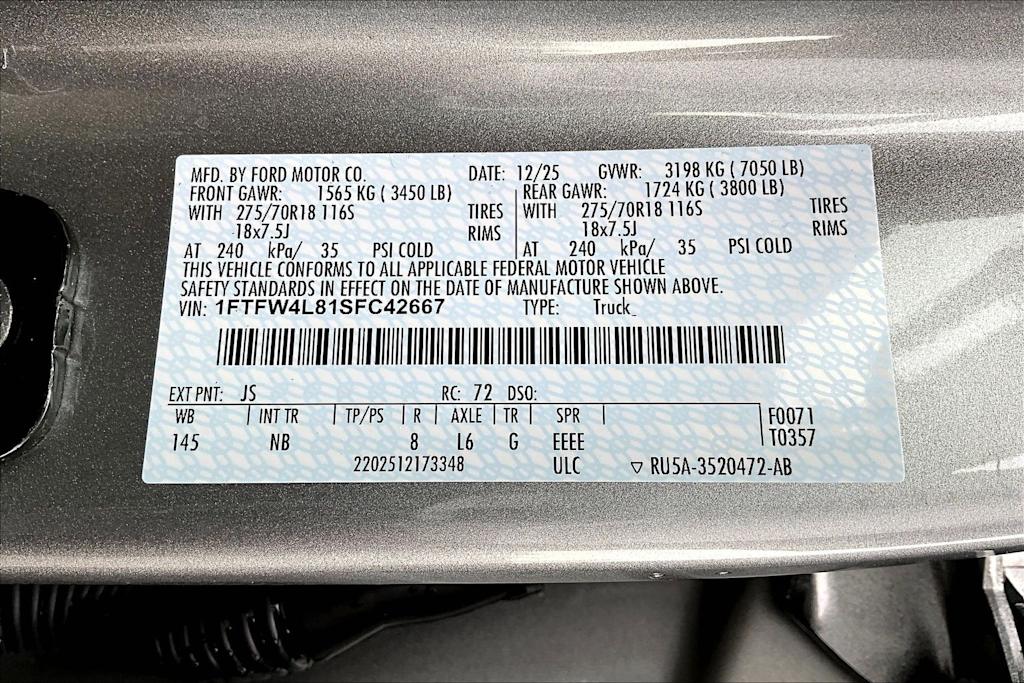 MFD. BY FORD MOTOR CO. DATE: 12/25 GVWR: 3198 KG ( 7050 LB)
FRONT GAWR: 1565 KG ( 3450 LB) REAR GAWR: 1724 KG ( 3800 LB)
WITH 275/70R18 116S TIRES WITH 275/70R18 116S TIRES
18x7.5J RIMS 18x7.5J RIMS
AT 240 kPa/ 35 PSI COLD AT 240 kPa/ 35 PSI COLD
THIS VEHICLE CONFORMS TO ALL APPLICABLE FEDERAL MOTOR VEHICLE
SAFETY STANDARDS IN EFFECT ON THE DATE OF MANUFACTURE SHOWN ABOVE.
VIN: 1FTFW4L81SFC42667 TYPE: Truck_
EXT PNT: JS RC: 72 DSO:
WB INT TR TP/PS R AXLE TR SPR F0071
145 NB 8 L6 G EEEE T0357
2202512173348 ULC ▽ RU5A-3520472-AB